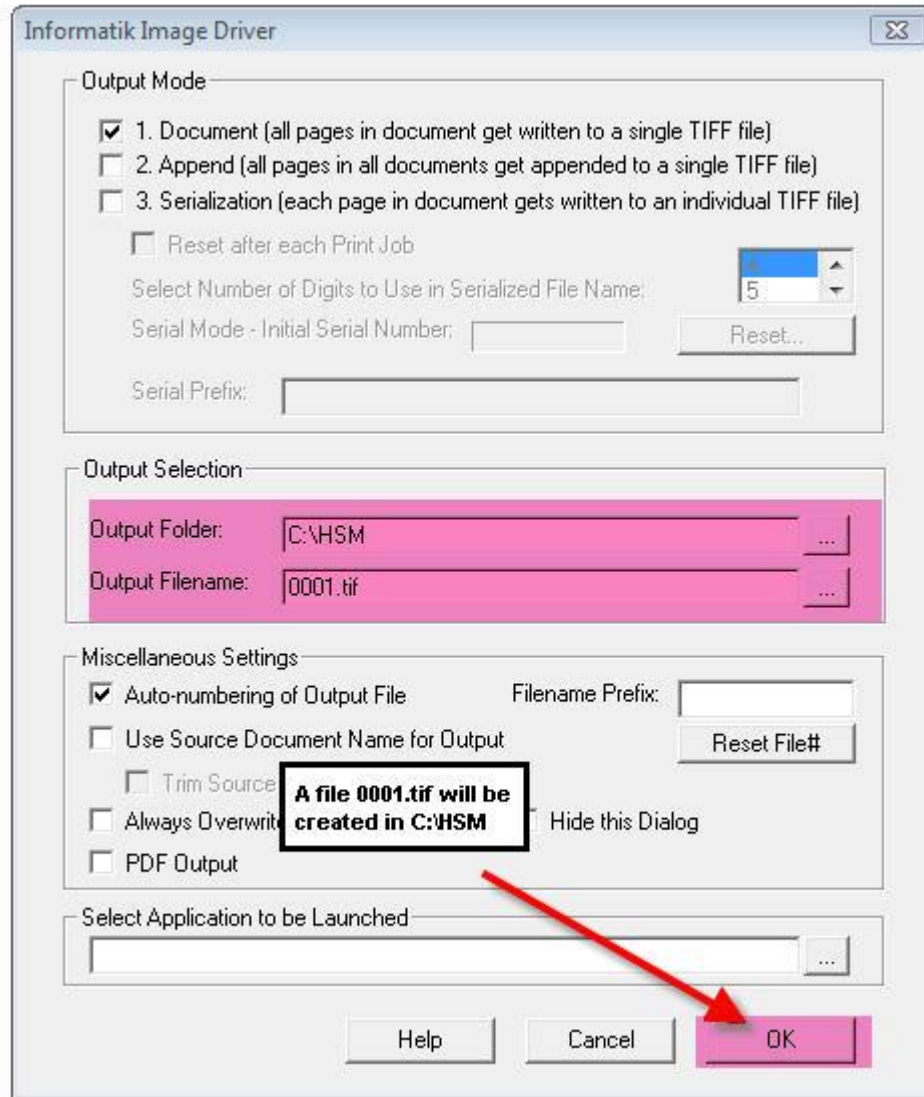 Informatik Image Driver
Output Mode
1. Document (all pages in document get written to a single TIFF file)
2. Append (all pages in all documents get appended to a single TIFF file)
3. Serialization (each page in document gets written to an individual TIFF file)
Reset after each Print Job
Select Number of Digits to Use in Serialized File Name:
5
Serial Mode - Initial Serial Number:
Reset...
Serial Prefix:
Output Selection
Output Folder: C:\HSM ...
Output Filename: 0001.tif ...
Miscellaneous Settings
Auto-numbering of Output File Filename Prefix:
Use Source Document Name for Output Reset File#
Trim Source
A file 0001.tif will be
created in C:\HSM
Always Overwrite Hide this Dialog
PDF Output
Select Application to be Launched
...
Help Cancel OK